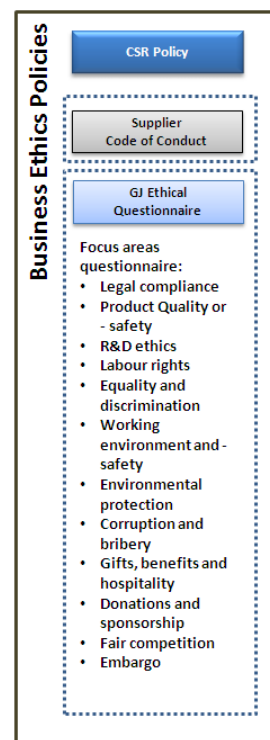 Business Ethics Policies
CSR Policy
Supplier
Code of Conduct
GJ Ethical
Questionnaire
Focus areas
questionnaire:
• Legal compliance
• Product Quality or
- safety
• R&D ethics
• Labour rights
• Equality and
discrimination
• Working
environment and -
safety
• Environmental
protection
• Corruption and
bribery
• Gifts, benefits and
hospitality
• Donations and
sponsorship
• Fair competition
• Embargo